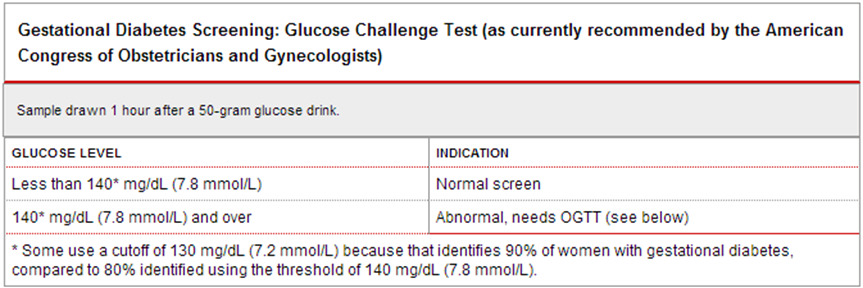 Gestational Diabetes Screening: Glucose Challenge Test (as currently recommended by the American
Congress of Obstetricians and Gynecologists)
Sample drawn 1 hour after a 50-gram glucose drink.
GLUCOSE LEVEL INDICATION
Less than 140* mg/dL (7.8 mmol/L) Normal screen
140* mg/dL (7.8 mmol/L) and over Abnormal, needs OGTT (see below)
* Some use a cutoff of 130 mg/dL (7.2 mmol/L) because that identifies 90% of women with gestational diabetes,
compared to 80% identified using the threshold of 140 mg/dL (7.8 mmol/L).